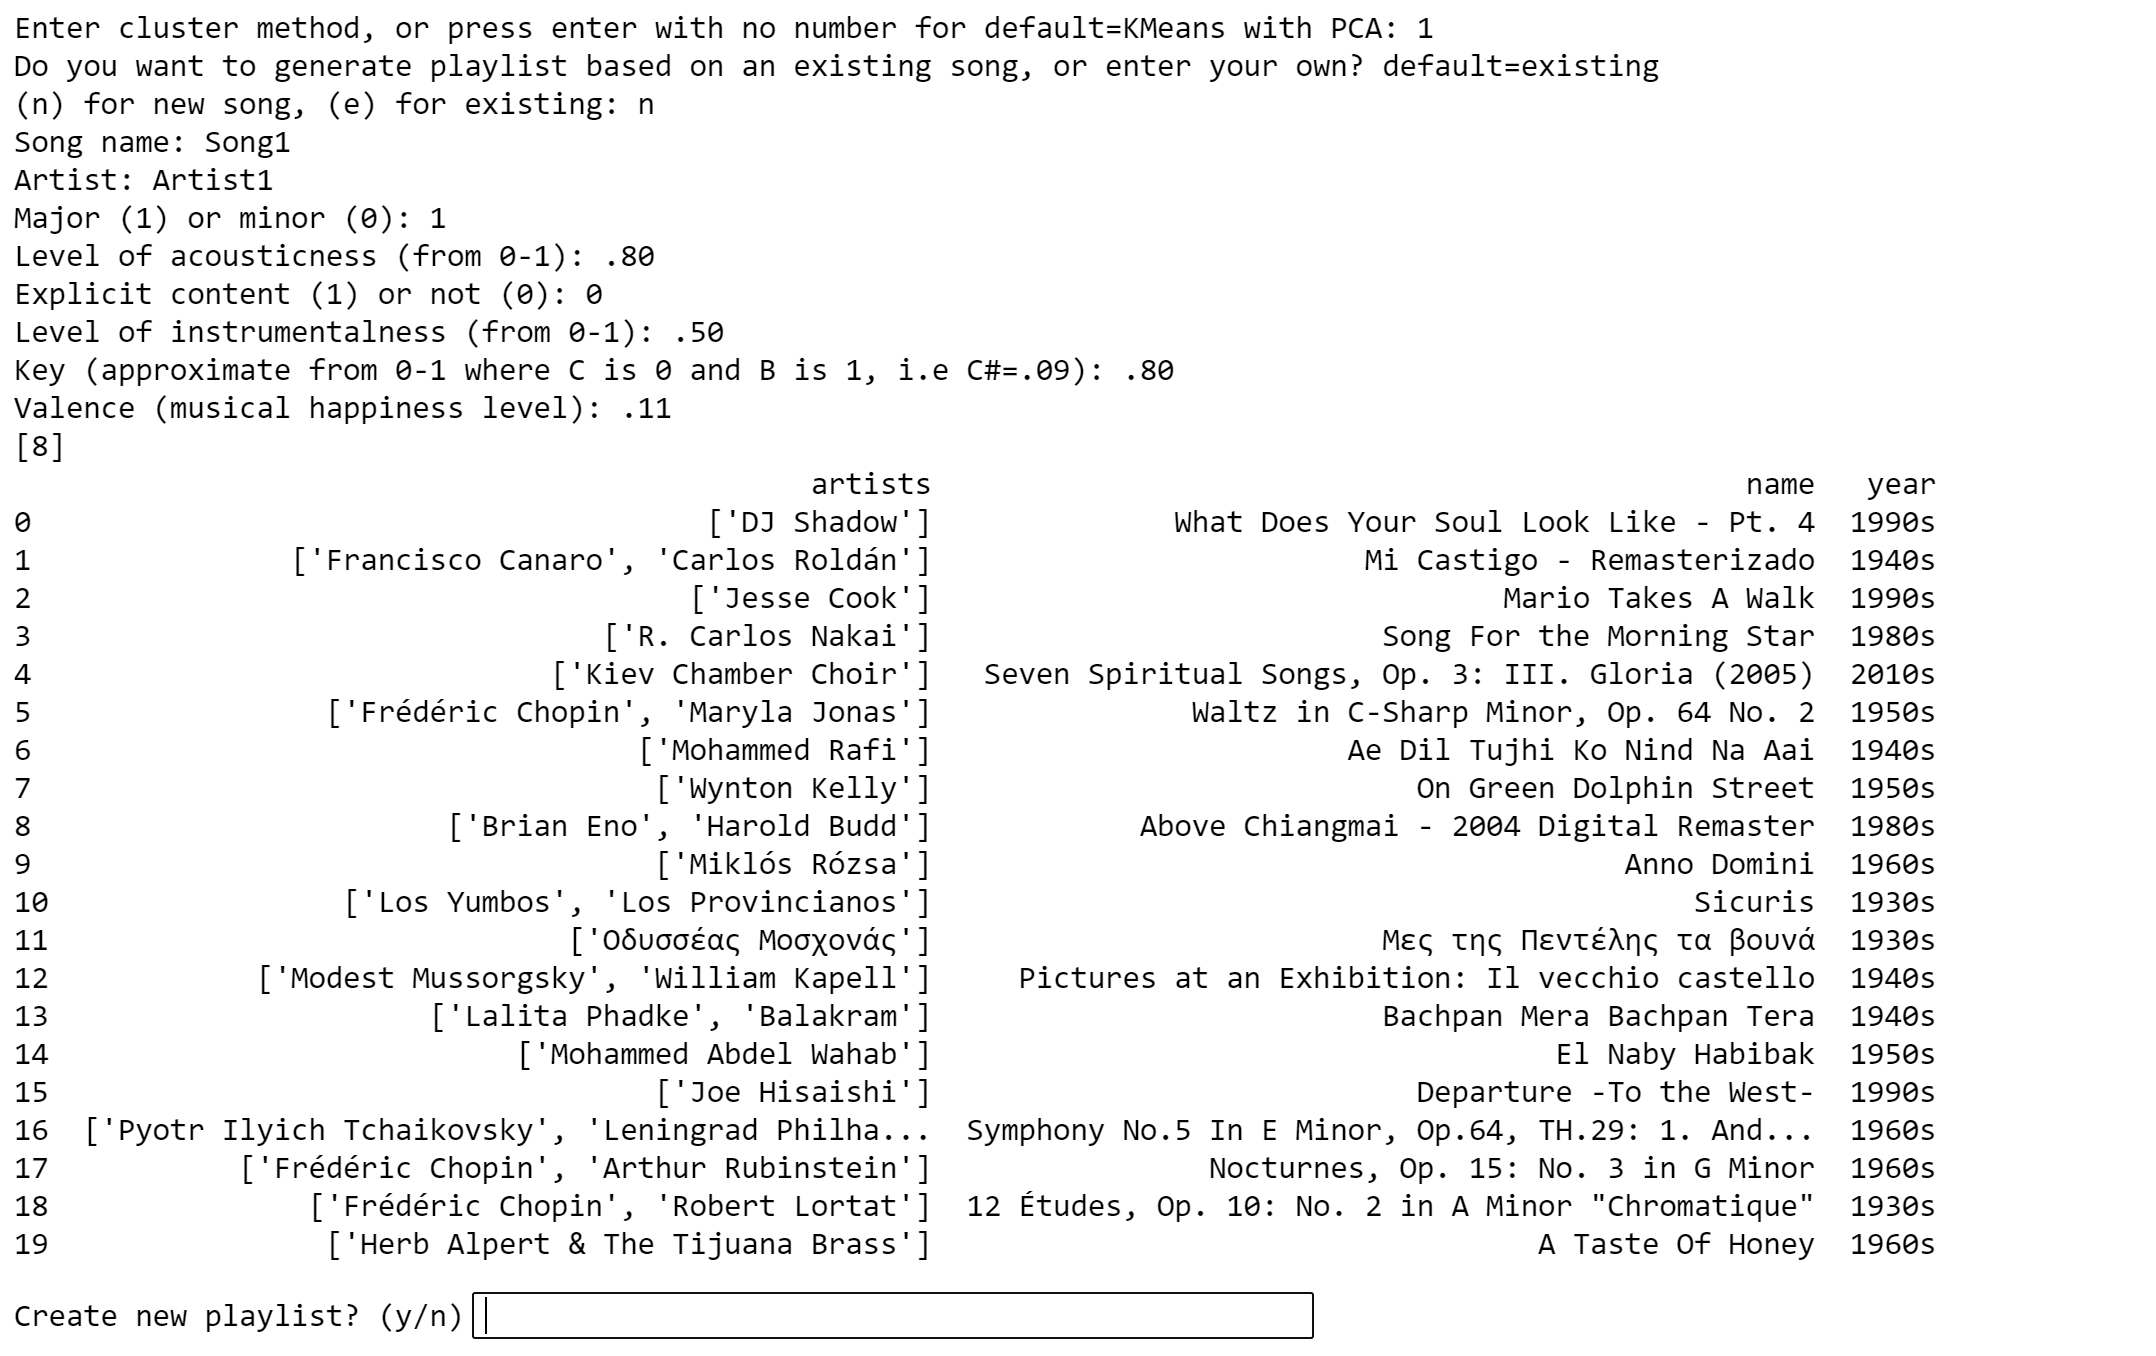 Enter cluster method, or press enter with no number for default=KMeans with PCA: 1
Do you want to generate playlist based on an existing song, or enter your own? default=existing
(n) for new song, (e) for existing: n
Song name: Song1
Artist: Artist1
Major (1) or minor (0): 1
Level of acousticness (from 0-1): .80
Explicit content (1) or not (0): 0
Level of instrumentalness (from 0-1): .50
Key (approximate from 0-1 where C is 0 and B is 1, i.e C#=.09): .80
Valence (musical happiness level): .11
[8]
artists name year
0 ['DJ Shadow'] What Does Your Soul Look Like - Pt. 4 1990s
1 ['Francisco Canaro', 'Carlos Roldán'] Mi Castigo - Remasterizado 1940s
2 ['Jesse Cook'] Mario Takes A Walk 1990s
3 ['R. Carlos Nakai'] Song For the Morning Star 1980s
4 ['Kiev Chamber Choir'] Seven Spiritual Songs, Op. 3: III. Gloria (2005) 2010s
5 ['Frédéric Chopin', 'Maryla Jonas'] Waltz in C-Sharp Minor, Op. 64 No. 2 1950s
6 ['Mohammed Rafi'] Ae Dil Tujhi Ko Nind Na Aai 1940s
7 ['Wynton Kelly'] On Green Dolphin Street 1950s
8 ['Brian Eno', 'Harold Budd'] Above Chiangmai - 2004 Digital Remaster 1980s
9 ['Miklós Rózsa'] Anno Domini 1960s
10 ['Los Yumbos', 'Los Provincianos'] Sicuris 1930s
11 ['Οδυσσέας Μοσχονάς'] Μες της Πεντέλης τα βουνά 1930s
12 ['Modest Mussorgsky', 'William Kapell'] Pictures at an Exhibition: Il vecchio castello 1940s
13 ['Lalita Phadke', 'Balakram'] Bachpan Mera Bachpan Tera 1940s
14 ['Mohammed Abdel Wahab'] El Naby Habibak 1950s
15 ['Joe Hisaishi'] Departure -To the West- 1990s
16 ['Pyotr Ilyich Tchaikovsky', 'Leningrad Philha... Symphony No.5 In E Minor, Op.64, TH.29: 1. And... 1960s
17 ['Frédéric Chopin', 'Arthur Rubinstein'] Nocturnes, Op. 15: No. 3 in G Minor 1960s
18 ['Frédéric Chopin', 'Robert Lortat'] 12 Études, Op. 10: No. 2 in A Minor "Chromatique" 1930s
19 ['Herb Alpert & The Tijuana Brass'] A Taste Of Honey 1960s
Create new playlist? (y/n)